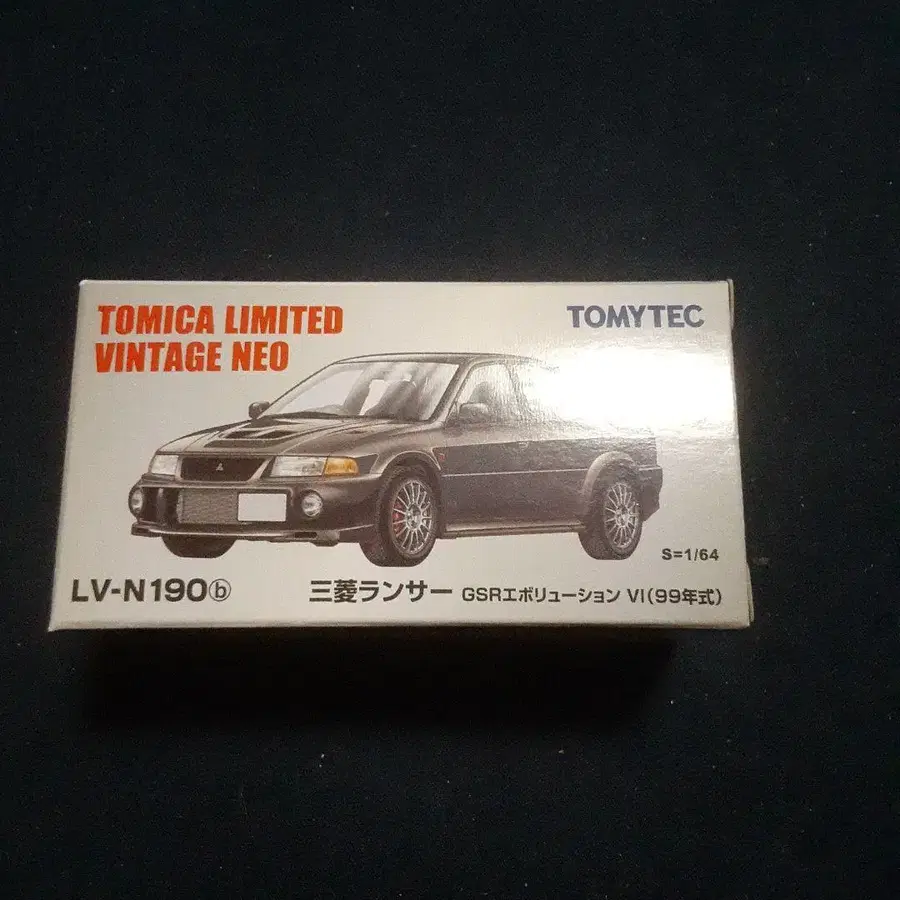 TOMICA LIMITED
VINTAGE NEO
TOMYTEC
S=1/64
LV-N190ⓑ
三菱ランサー GSRエボリューション VI(99年式)